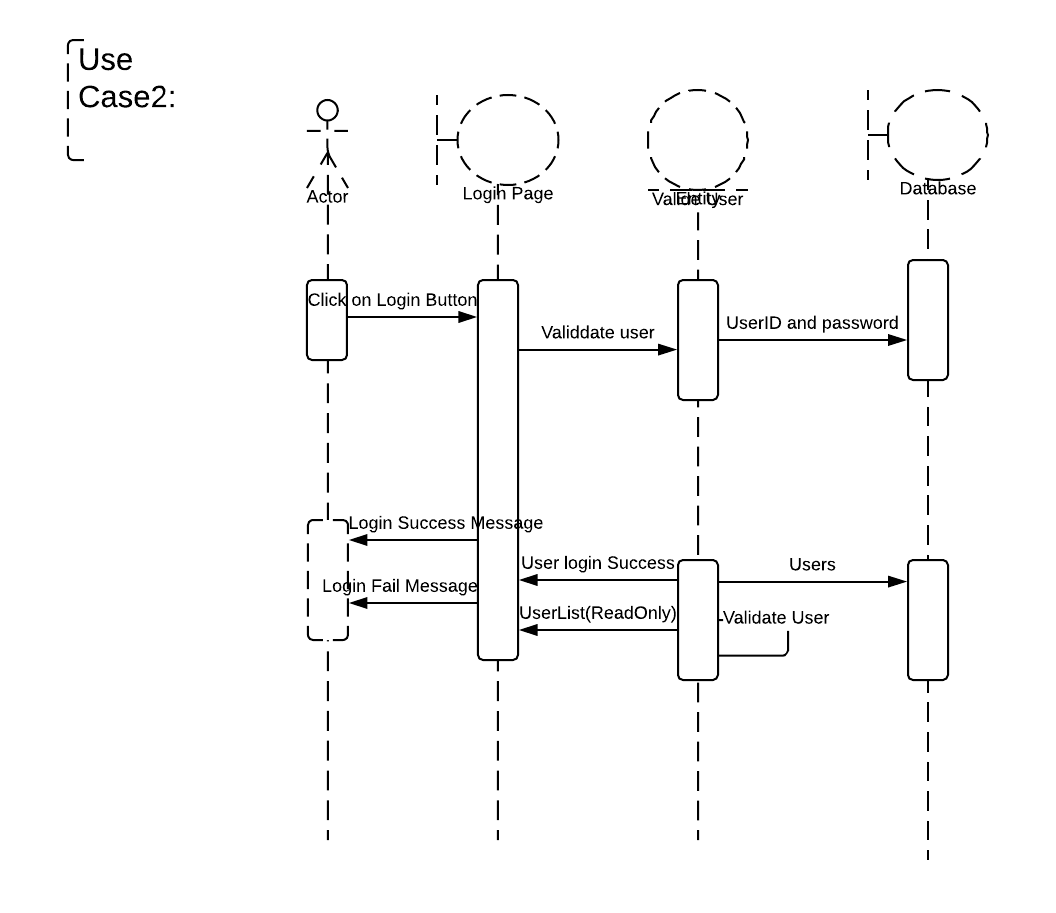 Use
Case2:
Actor
Login Page
Valide User
Entity
Database
Click on Login Button
Validdate user
UserID and password
Login Success Message
User login Success
Users
Login Fail Message
UserList(ReadOnly)
Validate User